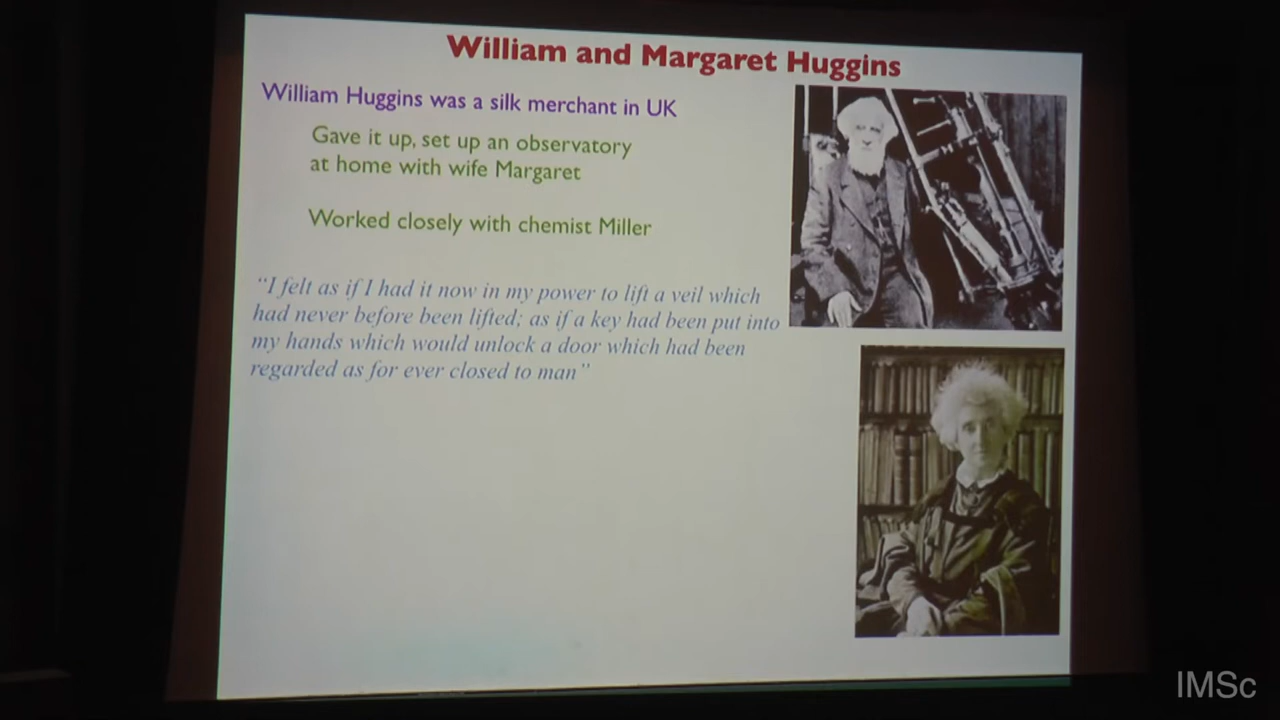 William and Margaret Huggins
William Huggins was a silk merchant in UK
Gave it up, set up an observatory
at home with wife Margaret
Worked closely with chemist Miller
“I felt as if I had it now in my power to lift a veil which
had never before been lifted; as if a key had been put into
my hands which would unlock a door which had been
regarded as for ever closed to man”
IMSc